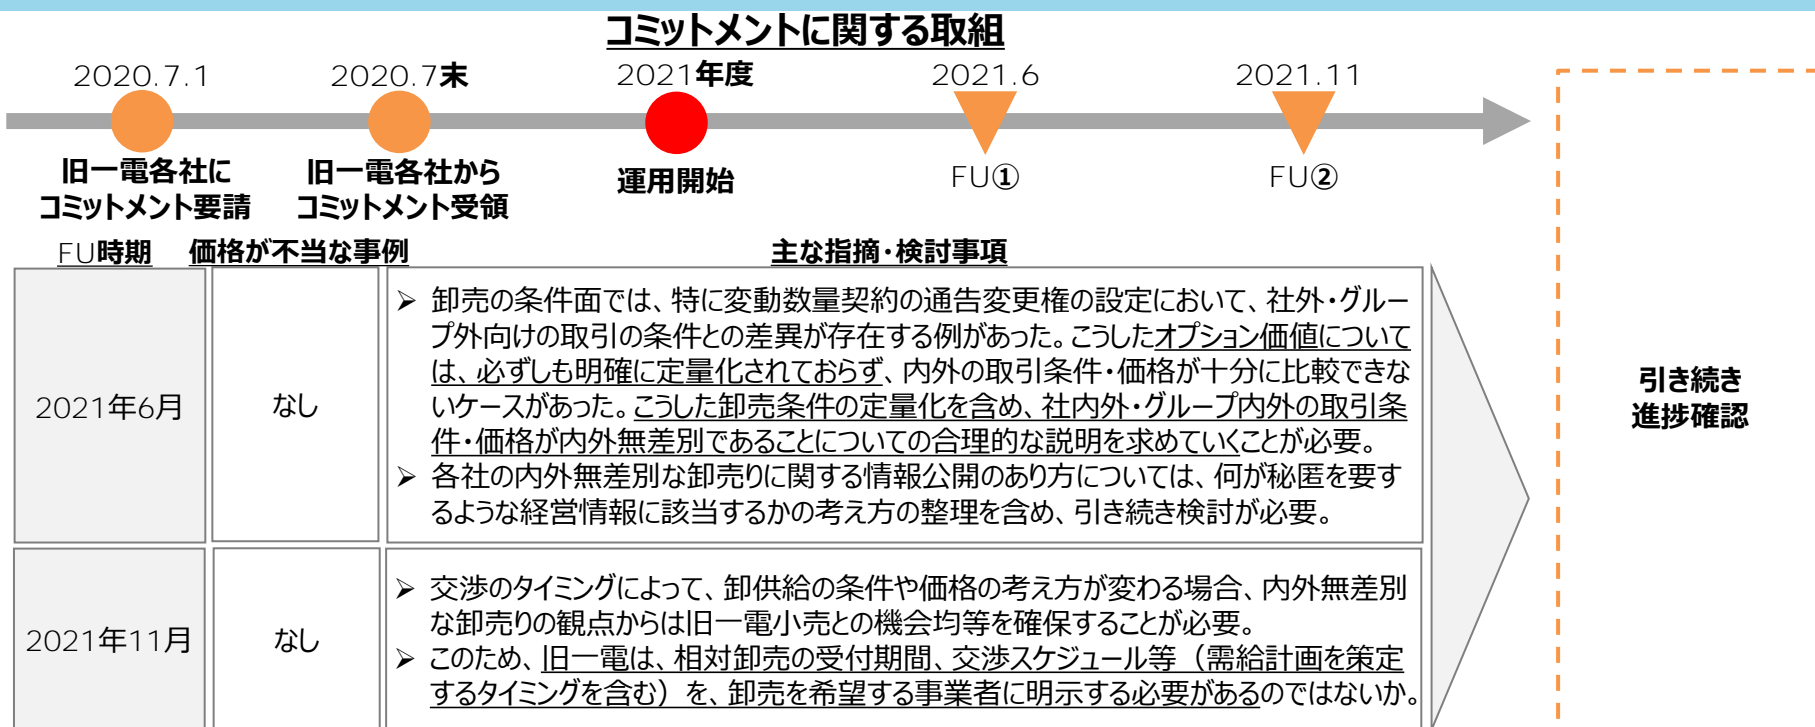 コミットメントに関する取組
2020.7.1
2020.7末
2021年度
2021.6
2021.11
旧一電各社に
コミットメント要請
旧一電各社から
コミットメント受領
運用開始
FU①
FU②
FU時期
価格が不当な事例
主な指摘・検討事項
2021年6月
なし
➢ 卸売の条件面では、特に変動数量契約の通告変更権の設定において、社外・グルー
プ外向けの取引の条件との差異が存在する例があった。こうしたオプション価値について
は、必ずしも明確に定量化されておらず、内外の取引条件・価格が十分に比較できな
いケースがあった。こうした卸売条件の定量化を含め、社内外・グループ内外の取引条
件・価格が内外無差別であることについての合理的な説明を求めていくことが必要。
➢ 各社の内外無差別な卸売りに関する情報公開のあり方については、何が秘匿を要す
るような経営情報に該当するかの考え方の整理を含め、引き続き検討が必要。
2021年11月
なし
➢ 交渉のタイミングによって、卸供給の条件や価格の考え方が変わる場合、内外無差別
な卸売りの観点からは旧一電小売との機会均等を確保することが必要。
➢ このため、旧一電は、相対卸売の受付期間、交渉スケジュール等（需給計画を策定
するタイミングを含む）を、卸売を希望する事業者に明示する必要があるのではないか。
引き続き
進捗確認